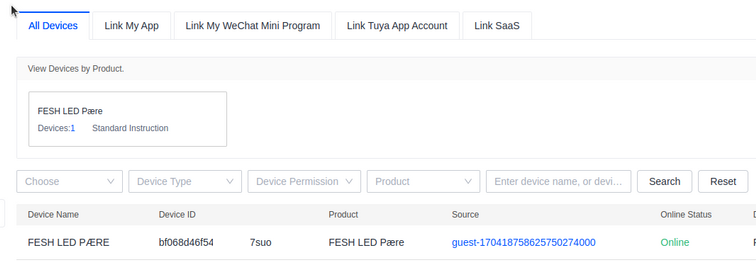 All Devices Link My App Link My WeChat Mini Program Link Tuya App Account Link SaaS
View Devices by Product.
FESH LED Pære
Devices:1 Standard Instruction
Choose Device Type Device Permission Product Enter device name, or devi... Search Reset
Device Name Device ID Product Source Online Status
FESH LED PÆRE bf068d46f54 7suo FESH LED Pære guest-170418758625750274000 Online